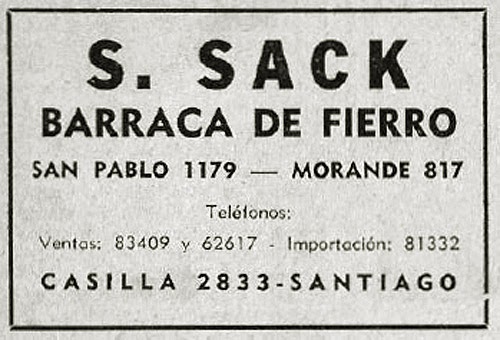 S. SACK
BARRACA DE FIERRO
SAN PABLO 1179 — MORANDE 817
Teléfonos:
Ventas: 83409 y 62617 - Importación: 81332
CASILLA 2833-SANTIAGO